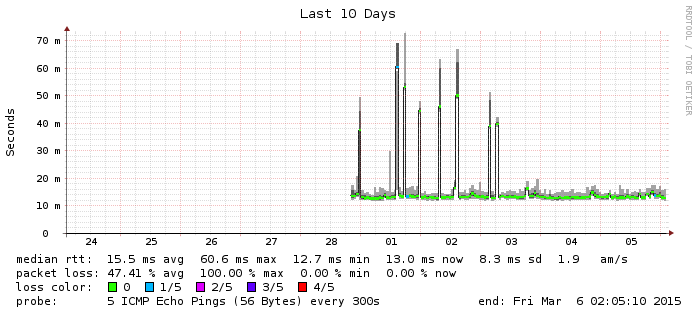 Last 10 Days
RRDTOOL / TOBI OETIKER
Seconds
70 m
60 m
50 m
40 m
30 m
20 m
10 m
0
24 25 26 27 28 01 02 03 04 05
median rtt: 15.5 ms avg 60.6 ms max 12.7 ms min 13.0 ms now 8.3 ms sd 1.9 am/s
packet loss: 47.41 % avg 100.00 % max 0.00 % min 0.00 % now
loss color: 0 1/5 2/5 3/5 4/5
probe: 5 ICMP Echo Pings (56 Bytes) every 300s end: Fri Mar 6 02:05:10 2015